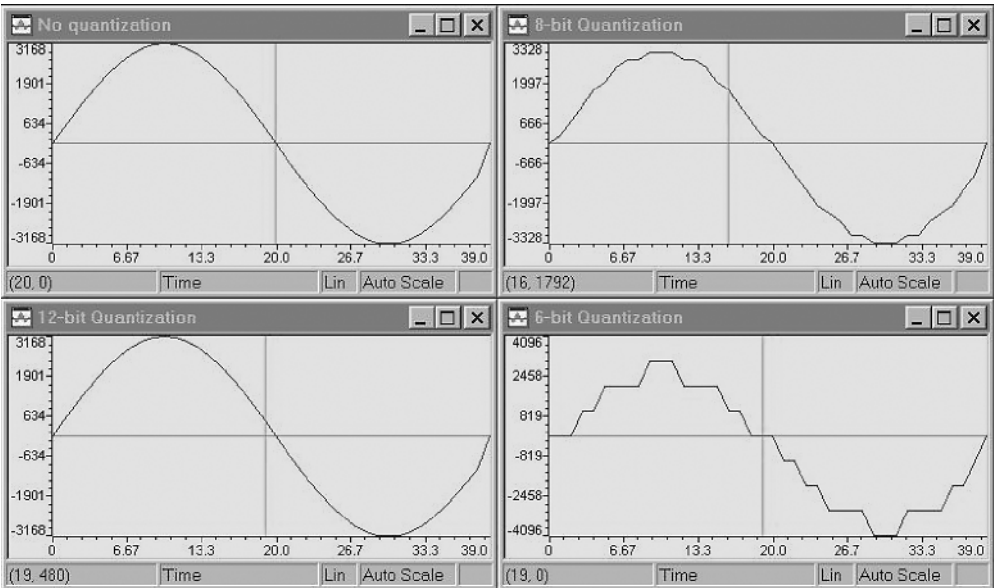 No quantization
3168
1901
634
-634
-1901
-3168
0 6.67 13.3 20.0 26.7 33.3 39.0
(20, 0) Time Lin Auto Scale
8-bit Quantization
3328
1997
666
-666
-1997
-3328
0 6.67 13.3 20.0 26.7 33.3 39.0
(16, 1792) Time Lin Auto Scale
12-bit Quantization
3168
1901
634
-634
-1901
-3168
0 6.67 13.3 20.0 26.7 33.3 39.0
(19, 480) Time Lin Auto Scale
6-bit Quantization
4096
2458
819
-819
-2458
-4096
0 6.67 13.3 20.0 26.7 33.3 39.0
(19, 0) Time Lin Auto Scale